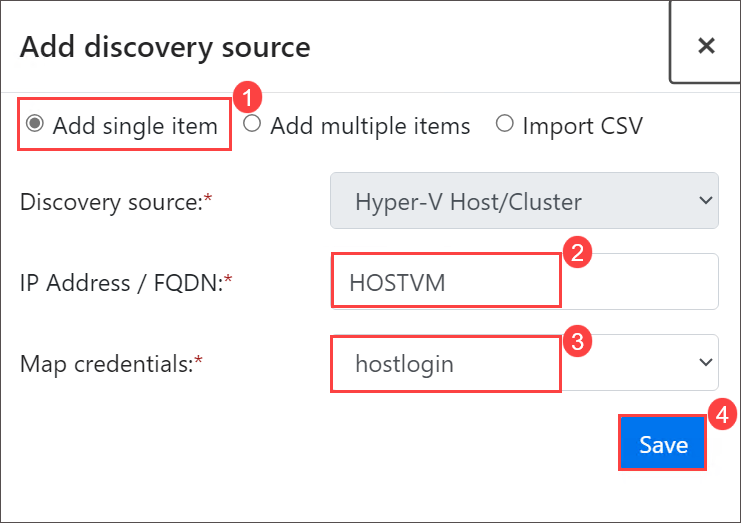 Add discovery source ×
1
Add single item Add multiple items Import CSV
Discovery source:* Hyper-V Host/Cluster
2
IP Address / FQDN:* HOSTVM
3
Map credentials:* hostlogin
4
Save